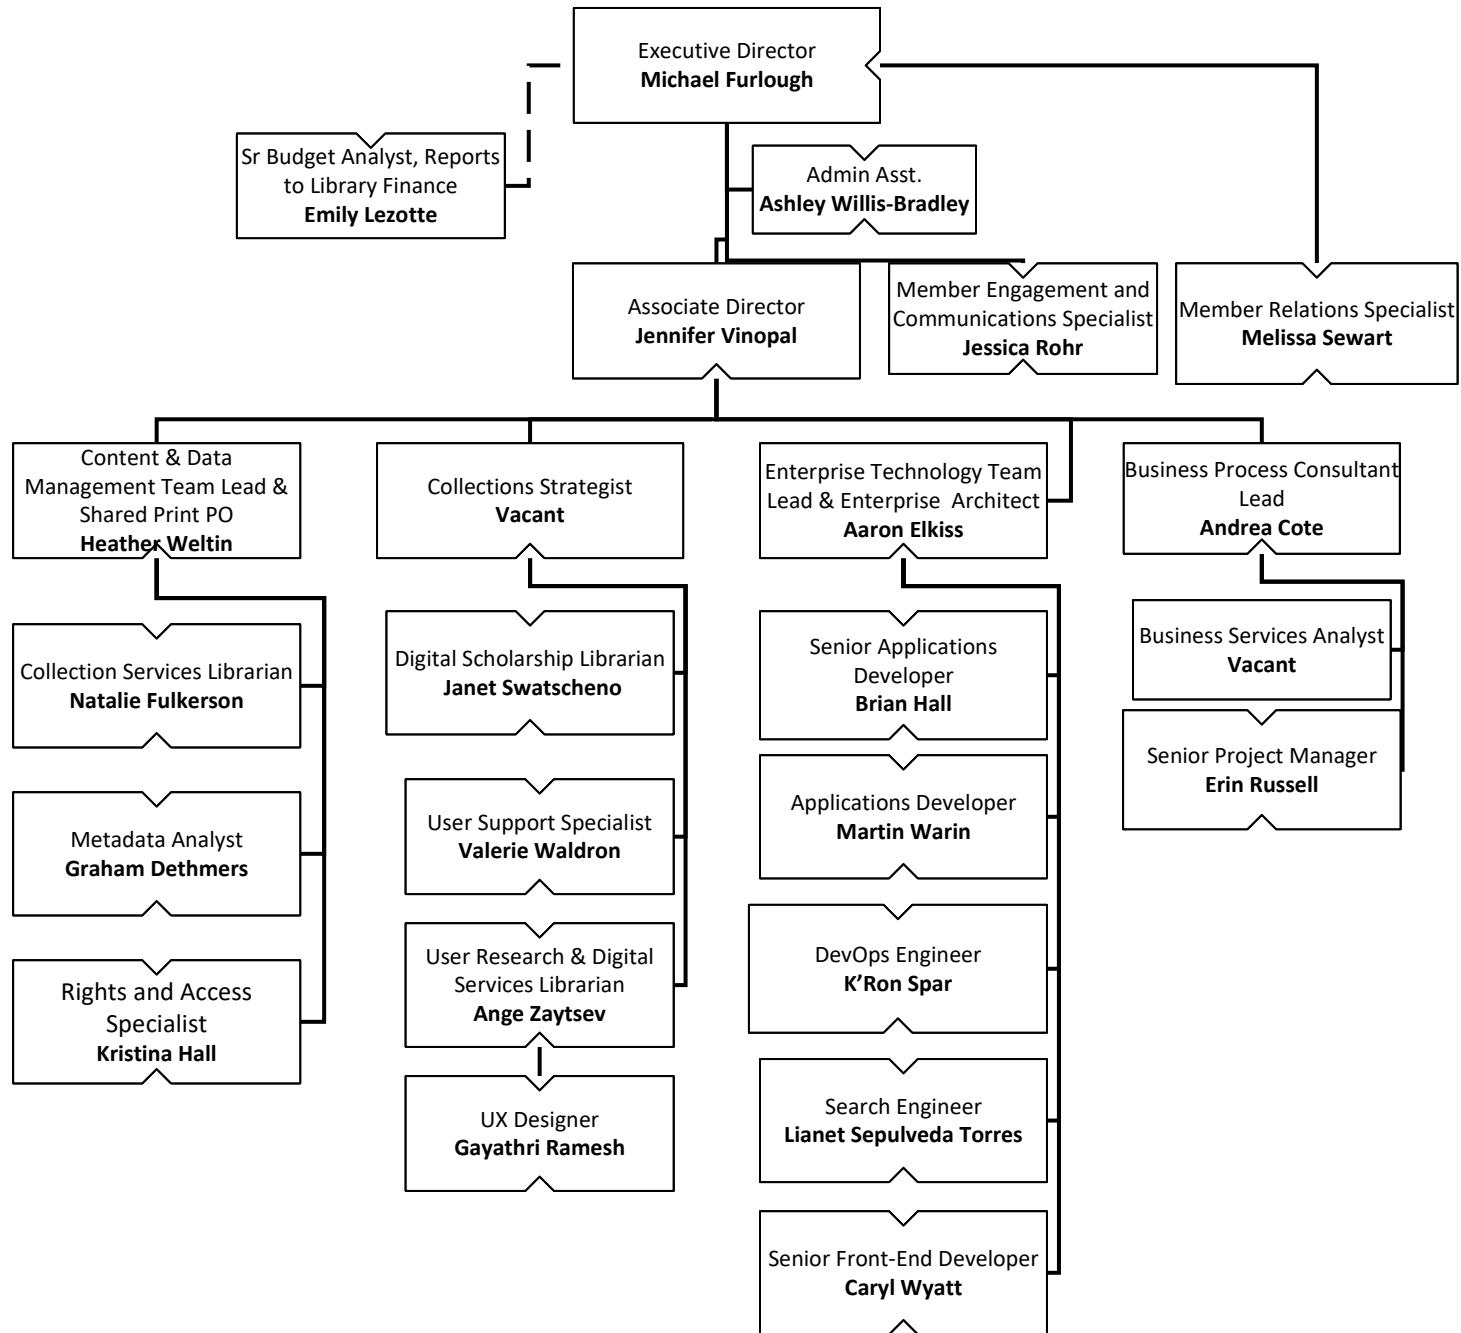 Executive Director
Michael Furlough
Sr Budget Analyst, Reports
to Library Finance
Emily Lezotte
Admin Asst.
Ashley Willis-Bradley
Associate Director
Jennifer Vinopal
Member Engagement and
Communications Specialist
Jessica Rohr
Member Relations Specialist
Melissa Sewart
Content & Data
Management Team Lead &
Shared Print PO
Heather Weltin
Collections Strategist
Vacant
Enterprise Technology Team
Lead & Enterprise Architect
Aaron Elkiss
Business Process Consultant
Lead
Andrea Cote
Collection Services Librarian
Natalie Fulkerson
Metadata Analyst
Graham Dethmers
Rights and Access
Specialist
Kristina Hall
Digital Scholarship Librarian
Janet Swatscheno
User Support Specialist
Valerie Waldron
User Research & Digital
Services Librarian
Ange Zaytsev
UX Designer
Gayathri Ramesh
Senior Applications
Developer
Brian Hall
Applications Developer
Martin Warin
DevOps Engineer
K’Ron Spar
Search Engineer
Lianet Sepulveda Torres
Senior Front-End Developer
Caryl Wyatt
Business Services Analyst
Vacant
Senior Project Manager
Erin Russell